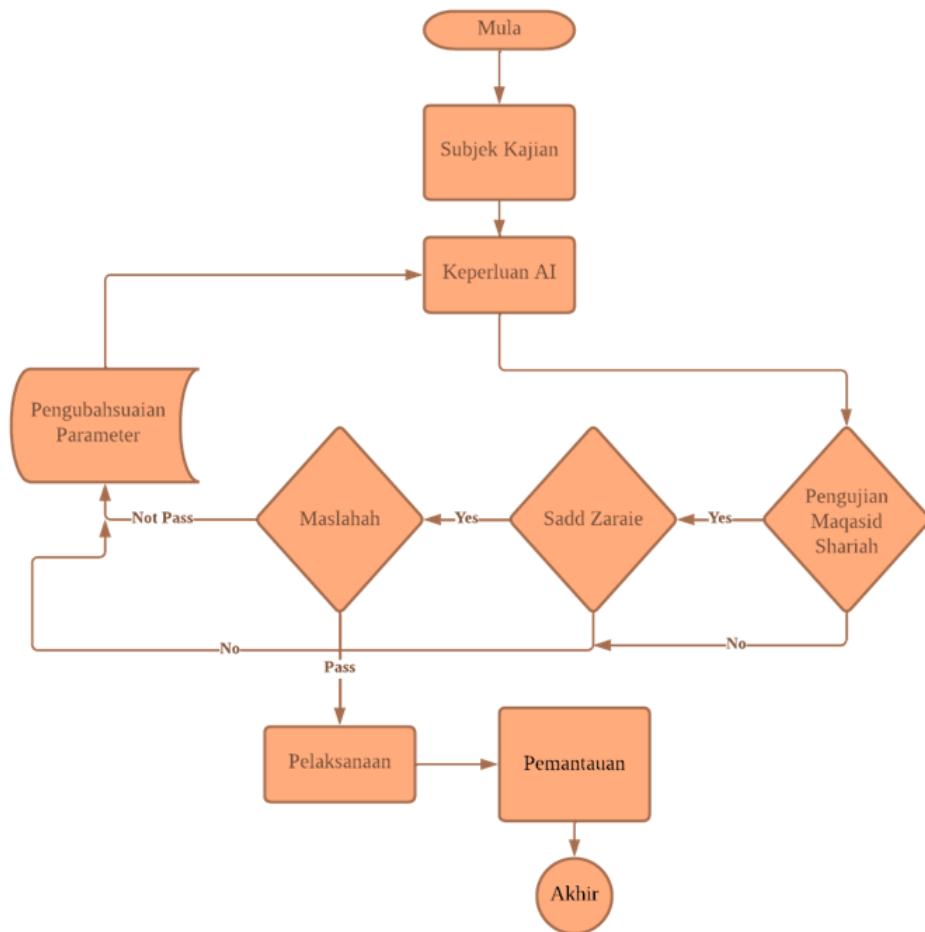 Mula
Subjek Kajian
Keperluan AI
Pengubahsuaian
Parameter
Not Pass
Maslahah
Yes
Sadd Zaraie
Yes
Pengujian
Maqasid
Shariah
No
No
Pass
Pelaksanaan
Pemantauan
Akhir